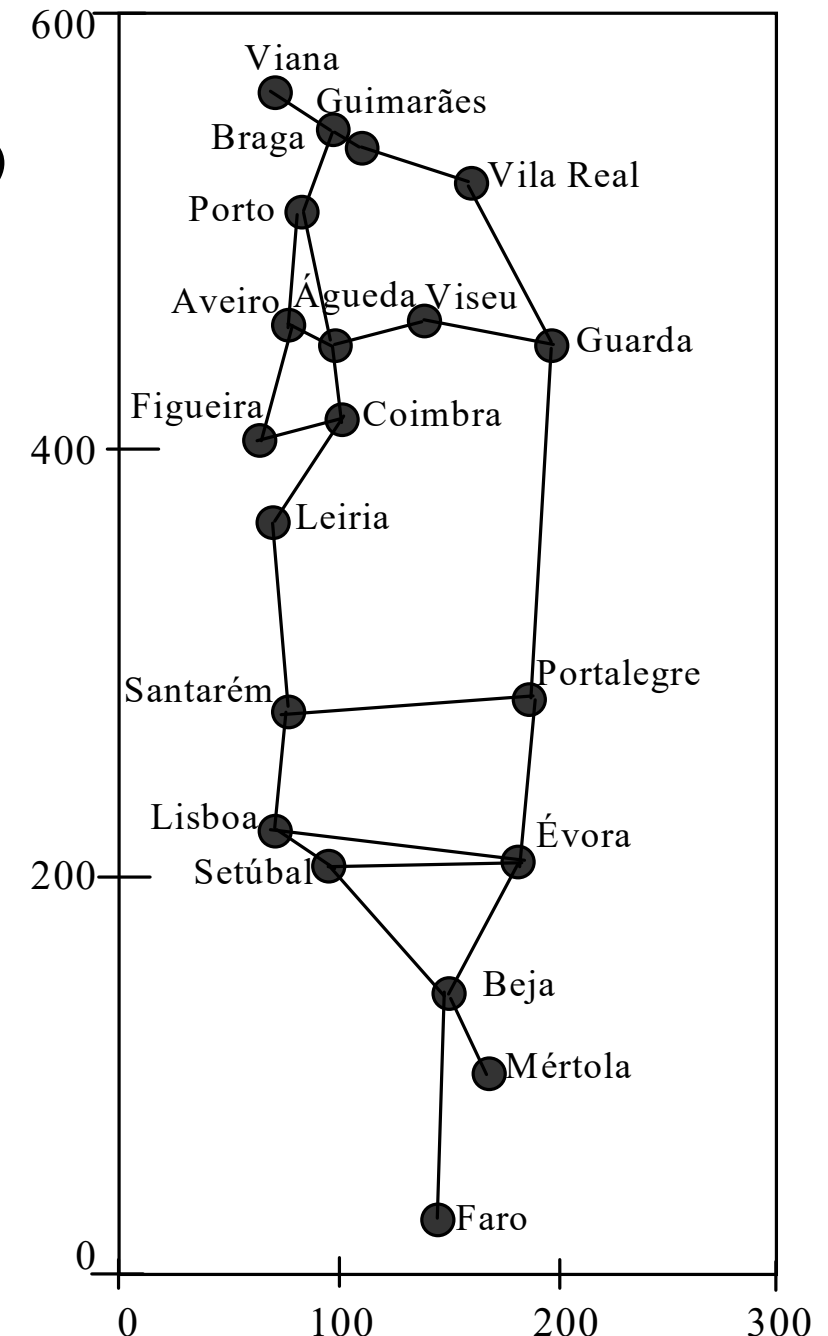 600
Viana
Guimarães
Braga
Vila Real
Porto
Aveiro
Águeda
Viseu
Guarda
Figueira
Coimbra
400
Leiria
Portalegre
Santarém
Lisboa
Évora
200
Setúbal
Beja
Mértola
Faro
0
0 100 200 300